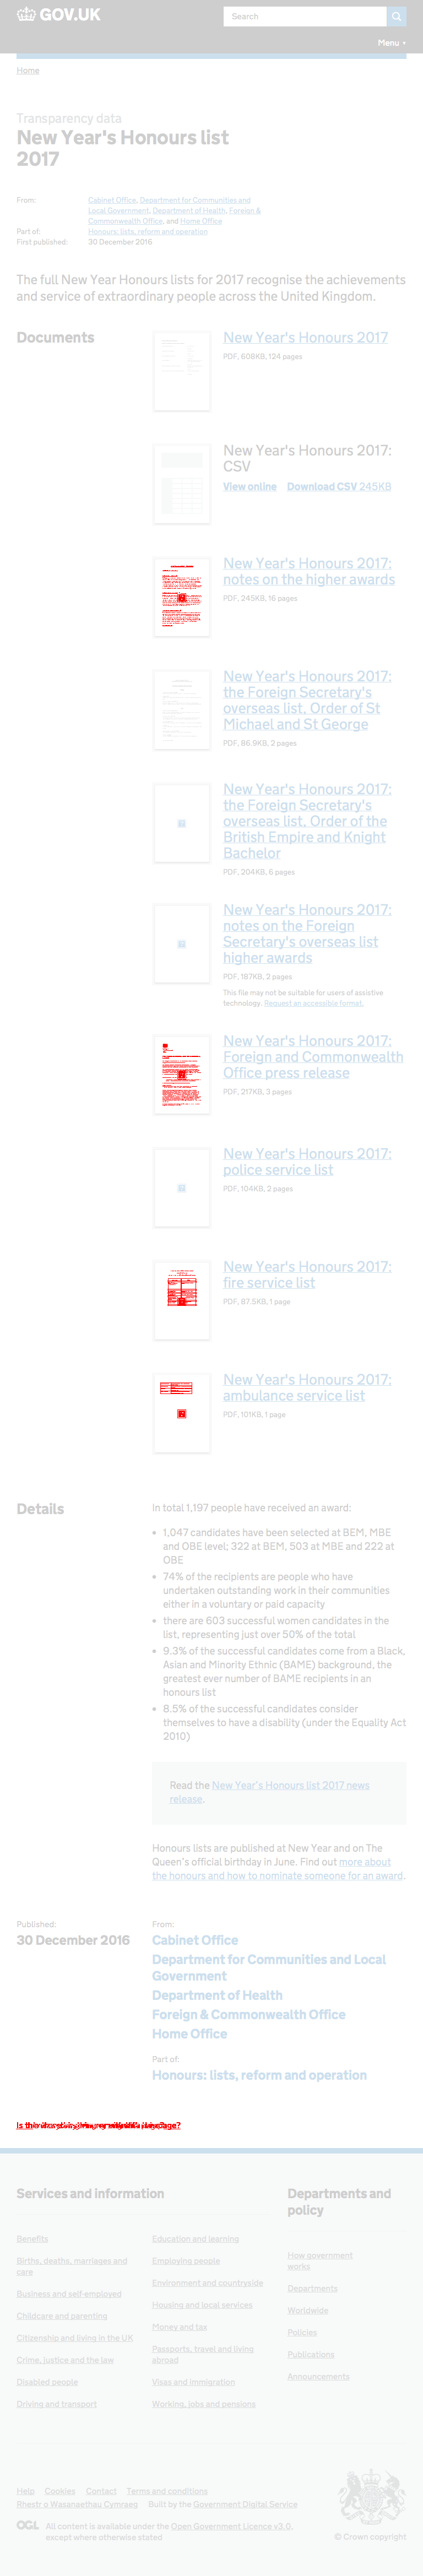 GOV.UK
Search
Menu
Home
Transparency data
New Year's Honours list
2017
From:
Cabinet Office, Department for Communities and
Local Government, Department of Health, Foreign &
Commonwealth Office, and Home Office
Part of:
Honours: lists, reform and operation
First published:
30 December 2016
The full New Year Honours lists for 2017 recognise the achievements
and service of extraordinary people across the United Kingdom.
Documents
New Year's Honours 2017
PDF, 608KB, 124 pages
New Year's Honours 2017:
CSV
View online Download CSV 245KB
New Year's Honours 2017:
notes on the higher awards
PDF, 245KB, 16 pages
New Year's Honours 2017:
the Foreign Secretary's
overseas list, Order of St
Michael and St George
PDF, 86.9KB, 2 pages
New Year's Honours 2017:
the Foreign Secretary's
overseas list, Order of the
British Empire and Knight
Bachelor
PDF, 204KB, 6 pages
New Year's Honours 2017:
notes on the Foreign
Secretary's overseas list
higher awards
PDF, 187KB, 2 pages
This file may not be suitable for users of assistive
technology. Request an accessible format.
New Year's Honours 2017:
Foreign and Commonwealth
Office press release
PDF, 217KB, 3 pages
New Year's Honours 2017:
police service list
PDF, 104KB, 2 pages
New Year's Honours 2017:
fire service list
PDF, 87.5KB, 1 page
New Year's Honours 2017:
ambulance service list
PDF, 101KB, 1 page
Details
In total 1,197 people have received an award:
• 1,047 candidates have been selected at BEM, MBE
and OBE level; 322 at BEM, 503 at MBE and 222 at
OBE
• 74% of the recipients are people who have
undertaken outstanding work in their communities
either in a voluntary or paid capacity
• there are 603 successful women candidates in the
list, representing just over 50% of the total
• 9.3% of the successful candidates come from a Black,
Asian and Minority Ethnic (BAME) background, the
greatest ever number of BAME recipients in an
honours list
• 8.5% of the successful candidates consider
themselves to have a disability (under the Equality Act
2010)
Read the New Year's Honours list 2017 news
release.
Honours lists are published at New Year and on The
Queen's official birthday in June. Find out more about
the honours and how to nominate someone for an award.
Published:
30 December 2016
From:
Cabinet Office
Department for Communities and Local
Government
Department of Health
Foreign & Commonwealth Office
Home Office
Part of:
Honours: lists, reform and operation
Is th page?
Services and information
Benefits
Births, deaths, marriages and
care
Business and self-employed
Childcare and parenting
Citizenship and living in the UK
Crime, justice and the law
Disabled people
Driving and transport
Education and learning
Employing people
Environment and countryside
Housing and local services
Money and tax
Passports, travel and living
abroad
Visas and immigration
Working, jobs and pensions
Departments and
policy
How government
works
Departments
Worldwide
Policies
Publications
Announcements
Help Cookies Contact Terms and conditions
Rhestr o Wasanaethau Cymraeg Built by the Government Digital Service
OGL All content is available under the Open Government Licence v3.0,
except where otherwise stated
© Crown copyright